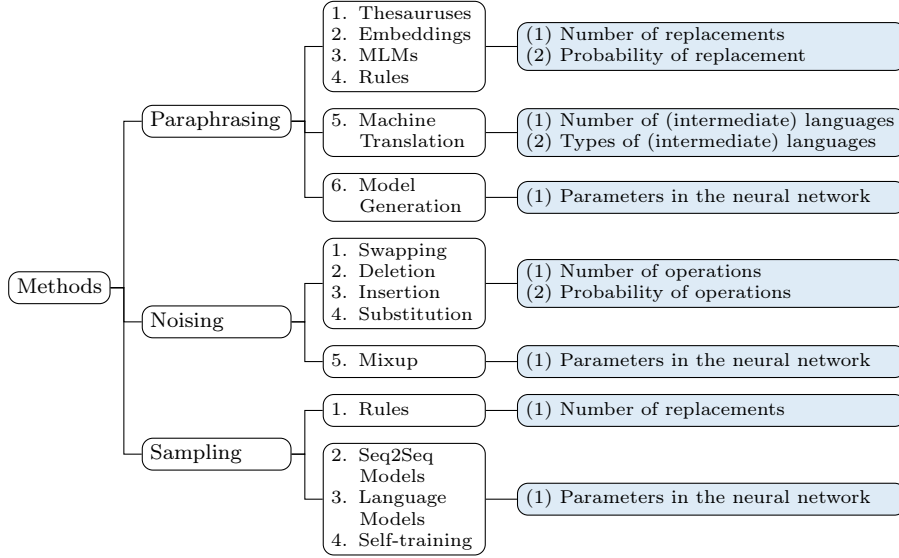 Methods
Paraphrasing
1. Thesauruses
2. Embeddings
3. MLMs
4. Rules
(1) Number of replacements
(2) Probability of replacement
5. Machine
Translation
(1) Number of (intermediate) languages
(2) Types of (intermediate) languages
6. Model
Generation
(1) Parameters in the neural network
Noising
1. Swapping
2. Deletion
3. Insertion
4. Substitution
(1) Number of operations
(2) Probability of operations
5. Mixup
(1) Parameters in the neural network
Sampling
1. Rules
(1) Number of replacements
2. Seq2Seq
Models
3. Language
Models
4. Self-training
(1) Parameters in the neural network